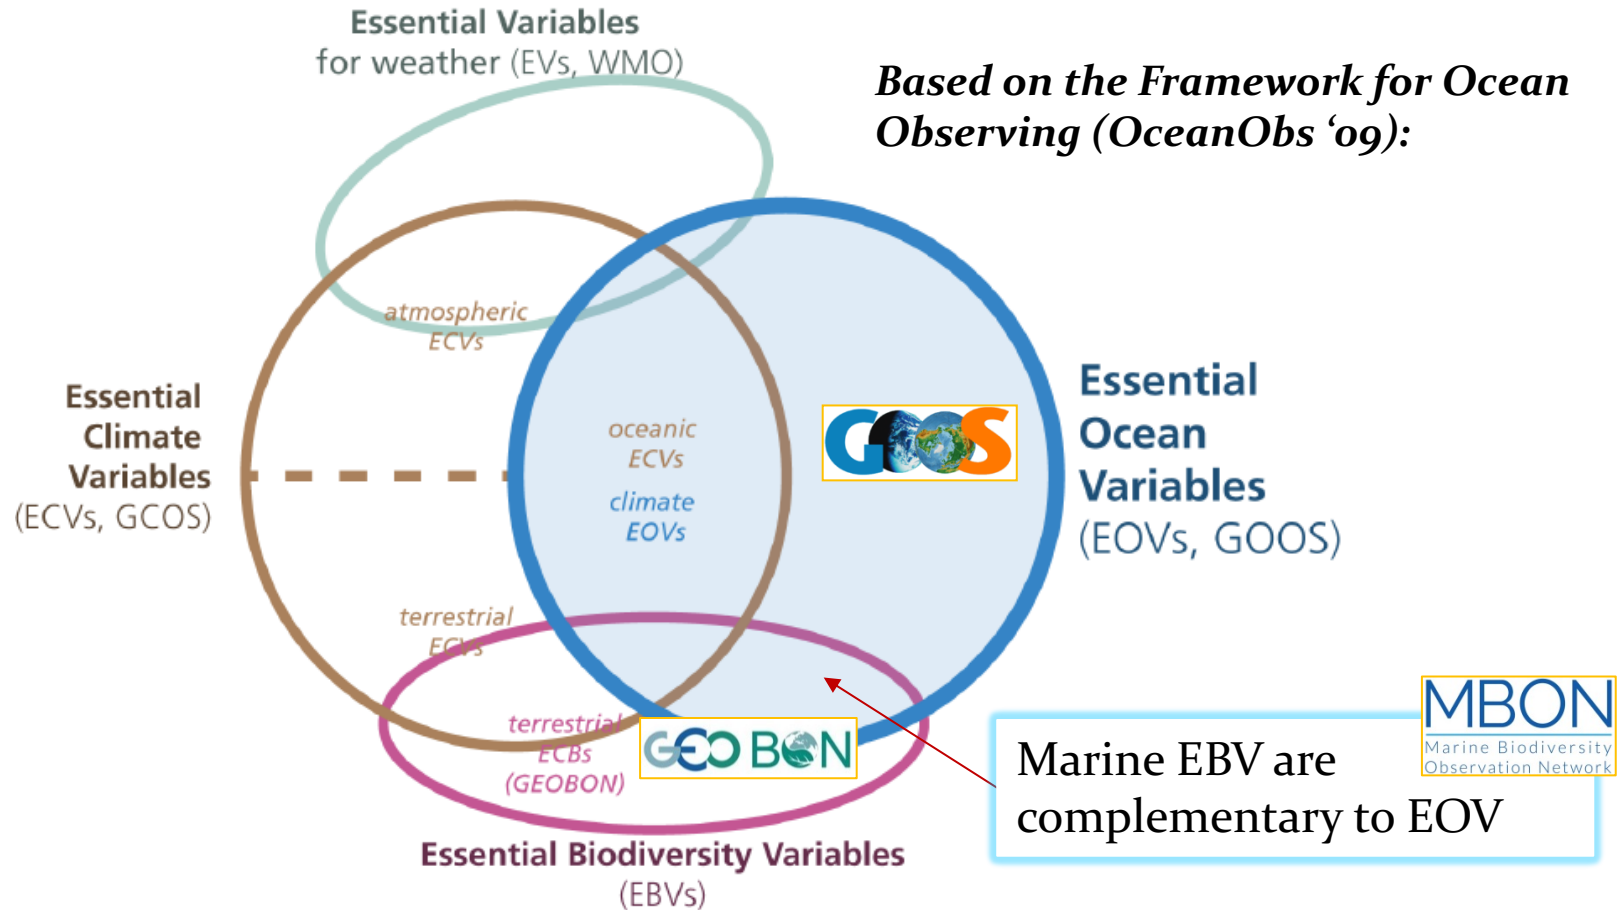 Essential Variables
for weather (EVs, WMO)
Based on the Framework for Ocean
Observing (OceanObs ‘09):
atmospheric
ECVs
Essential
Climate
Variables
(ECVs, GCOS)
oceanic
ECVs
climate
EOVs
GOOS
Essential
Ocean
Variables
(EOVs, GOOS)
terrestrial
ECVs
terrestrial
ECBs
(GEOBON)
GEO BON
MBON
Marine Biodiversity
Observation Network
Marine EBV are
complementary to EOV
Essential Biodiversity Variables
(EBVs)